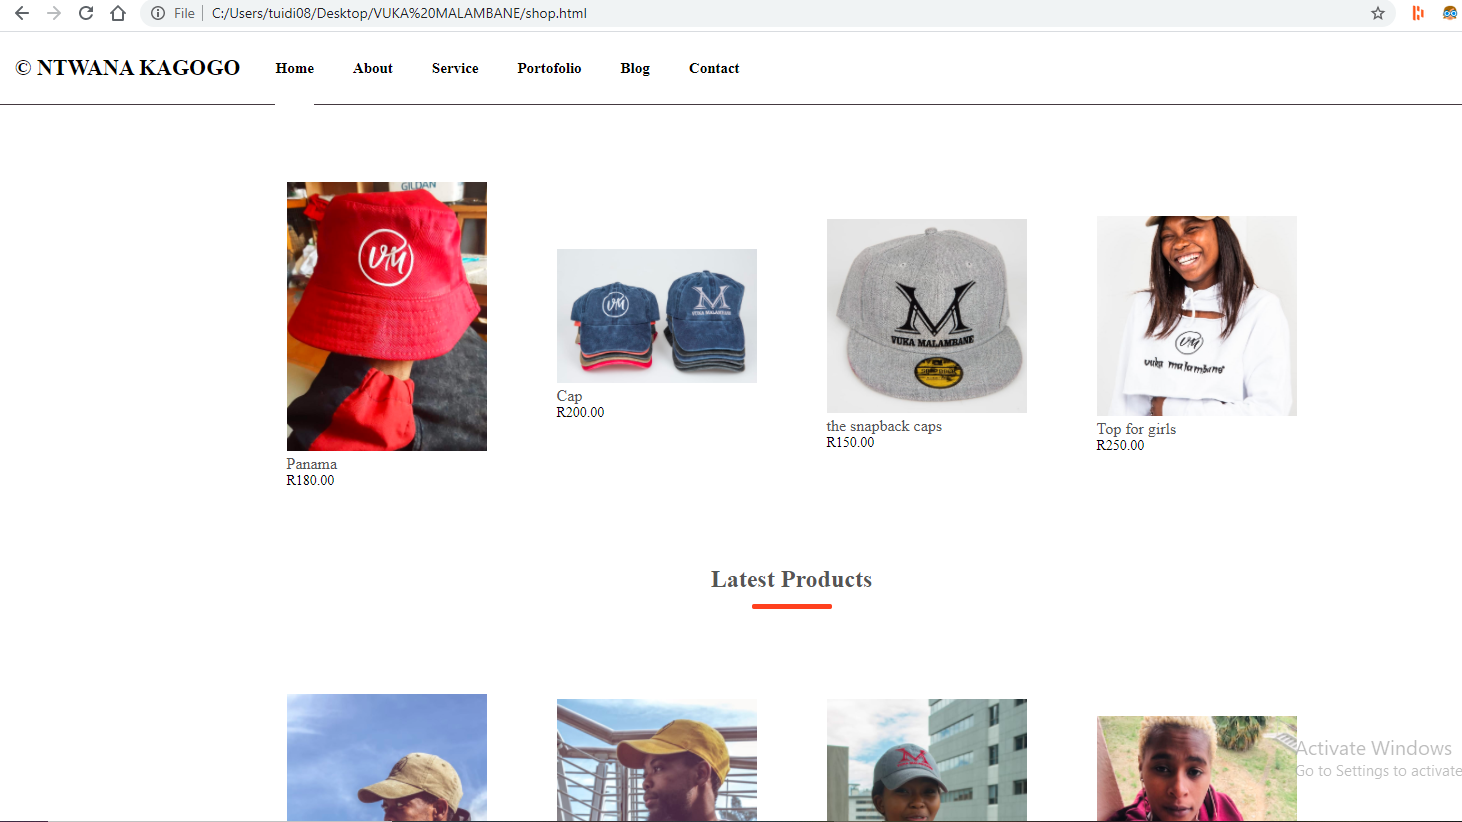 File C:/Users/tuidi08/Desktop/VUKA%20MALAMBANE/shop.html
© NTWANA KAGOGO Home About Service Portofolio Blog Contact
GILDAN
VM
VM
M
VUKA MALAMBANE
M
VUKA MALAMBANE
VM
vuka malambane
Cap
R200.00
the snapback caps
R150.00
Top for girls
R250.00
Panama
R180.00
Latest Products
M
Activate Windows
Go to Settings to activate